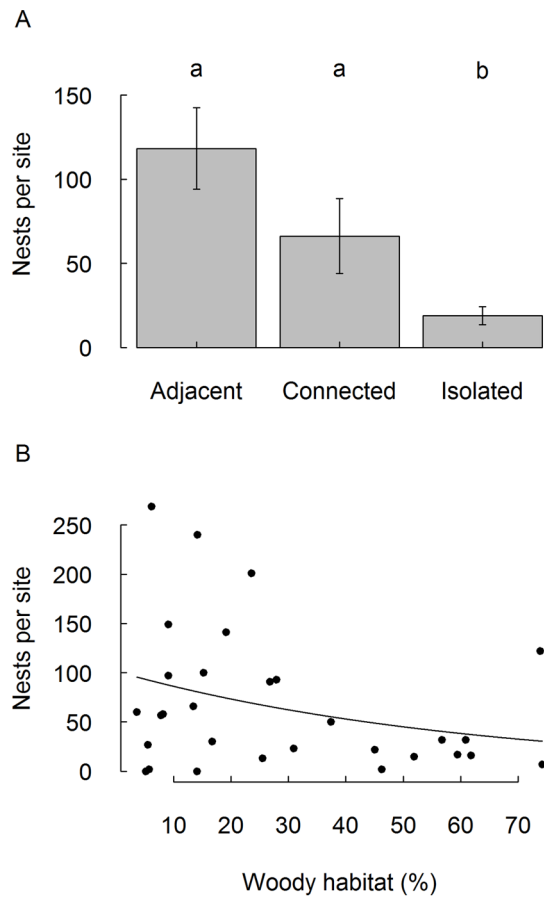 A
a a b
150
100
50
0
Nests per site
Adjacent Connected Isolated
B
250
200
150
100
50
0
Nests per site
10 20 30 40 50 60 70
Woody habitat (%)